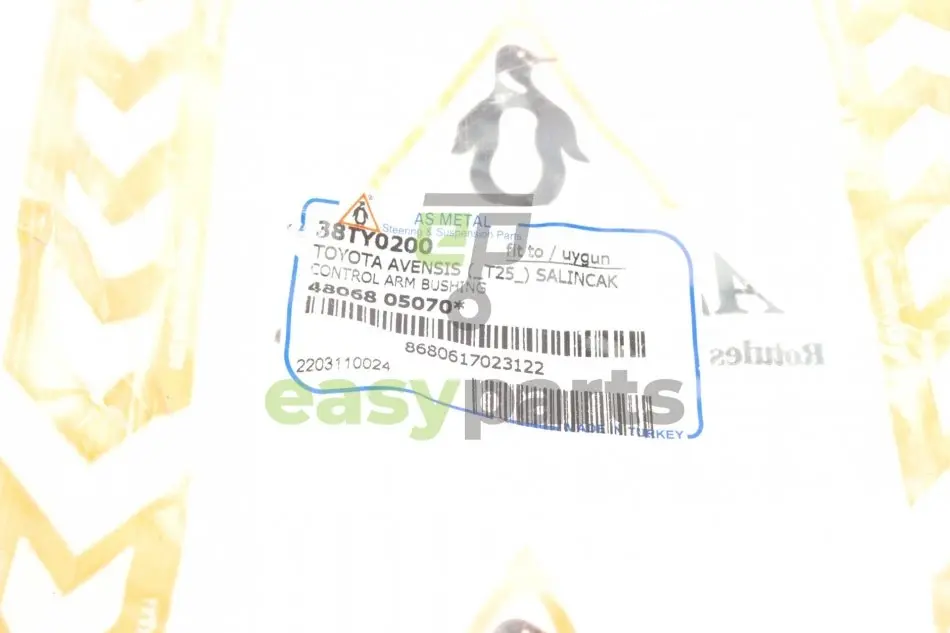 AS METAL
Steering & Suspension Parts
38TY0200
fit to / uygun
TOYOTA AVENSIS (_T25_) SALINCAK
CONTROL ARM BUSHING
48068 05070*
8680617023122
2203110024
easyparts
MADE IN TURKEY
Rotules